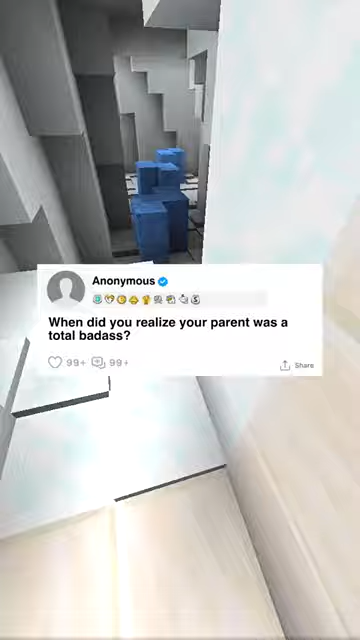 Anonymous
When did you realize your parent was a
total badass?
99+ 99+ Share